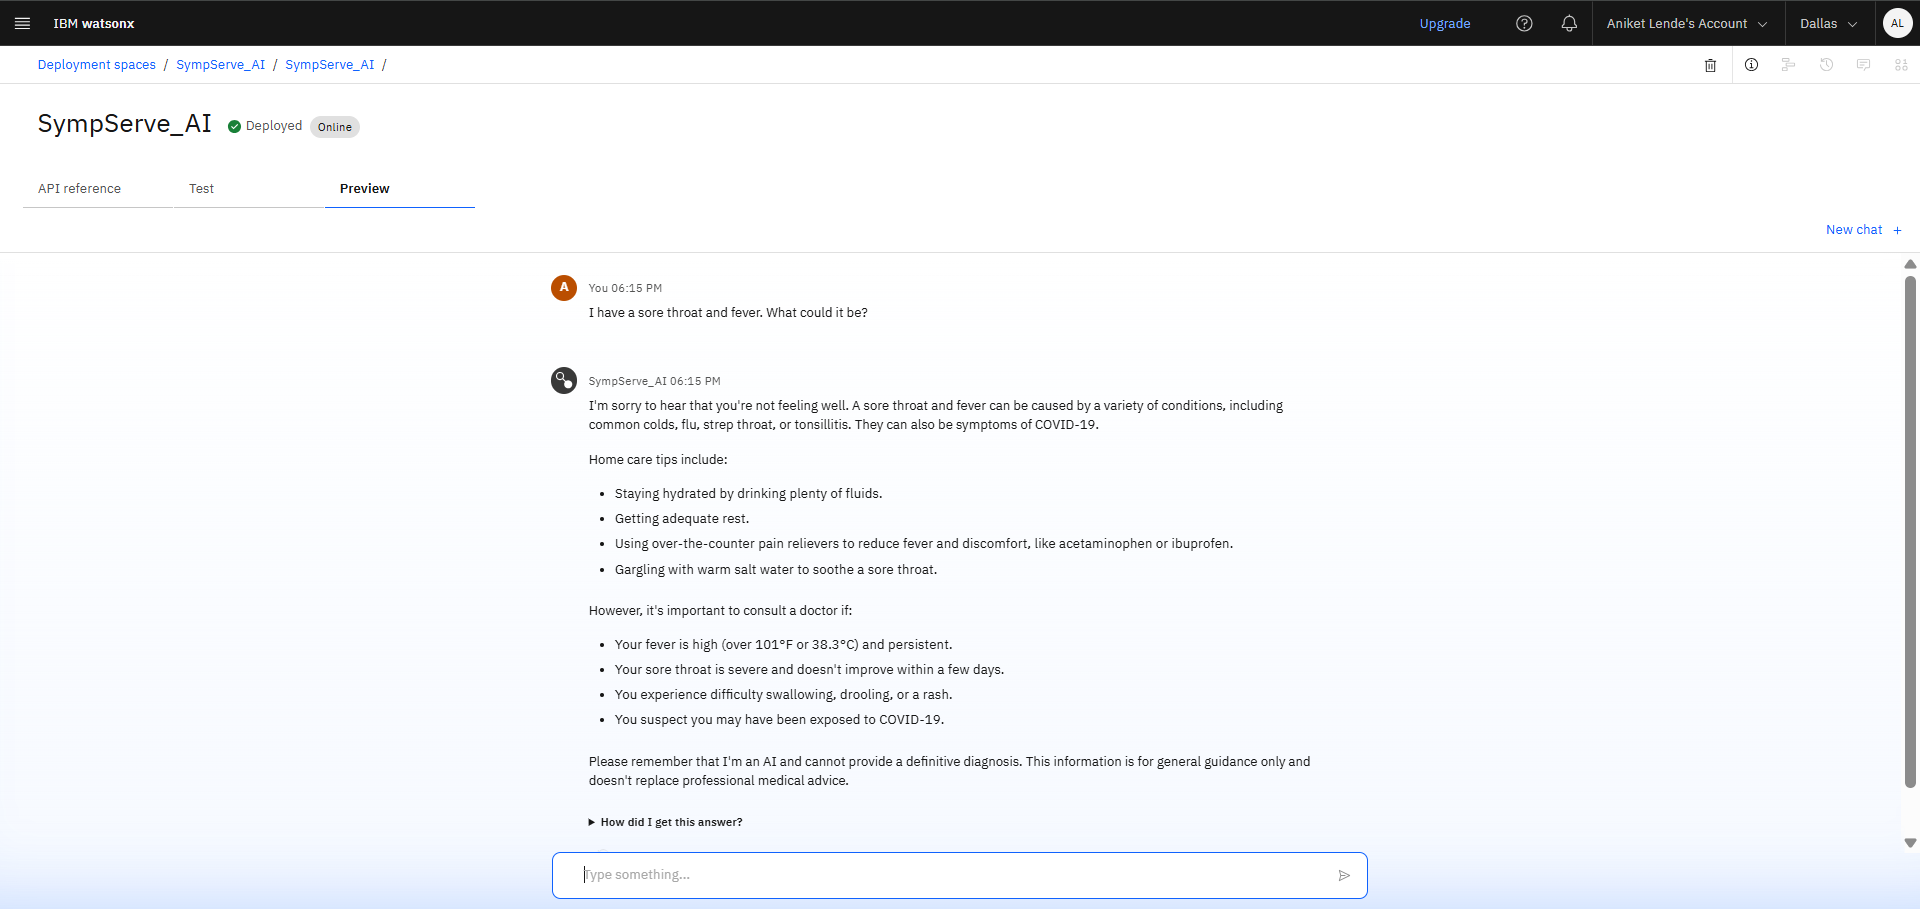 IBM watsonx
Upgrade
Aniket Lende's Account
Dallas
AL
Deployment spaces / SympServe_AI / SympServe_AI /
SympServe_AI
Deployed
Online
API reference
Test
Preview
New chat +
A
You 06:15 PM
I have a sore throat and fever. What could it be?
SympServe_AI 06:15 PM
I'm sorry to hear that you're not feeling well. A sore throat and fever can be caused by a variety of conditions, including
common colds, flu, strep throat, or tonsillitis. They can also be symptoms of COVID-19.
Home care tips include:
• Staying hydrated by drinking plenty of fluids.
• Getting adequate rest.
• Using over-the-counter pain relievers to reduce fever and discomfort, like acetaminophen or ibuprofen.
• Gargling with warm salt water to soothe a sore throat.
However, it's important to consult a doctor if:
• Your fever is high (over 101°F or 38.3°C) and persistent.
• Your sore throat is severe and doesn't improve within a few days.
• You experience difficulty swallowing, drooling, or a rash.
• You suspect you may have been exposed to COVID-19.
Please remember that I'm an AI and cannot provide a definitive diagnosis. This information is for general guidance only and
doesn't replace professional medical advice.
How did I get this answer?
Type something...